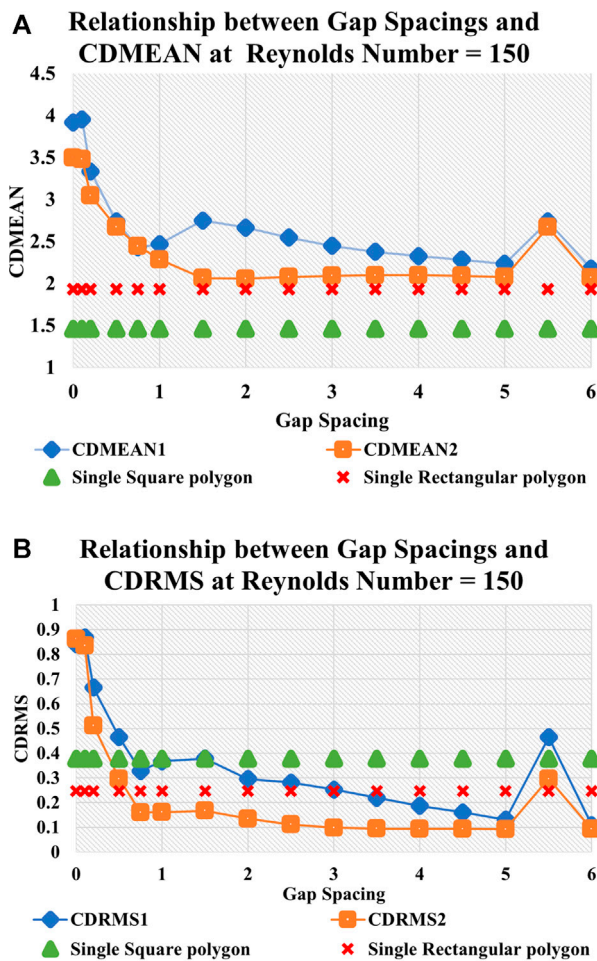 A
Relationship between Gap Spacings and
CDMEAN at Reynolds Number = 150
4.5
4
3.5
3
2.5
2
1.5
1
CDMEAN
0 1 2 3 4 5 6
Gap Spacing
CDMEAN1 CDMEAN2
Single Square polygon Single Rectangular polygon
B
Relationship between Gap Spacings and
CDRMS at Reynolds Number = 150
1
0.9
0.8
0.7
0.6
0.5
0.4
0.3
0.2
0.1
0
CDRMS
0 1 2 3 4 5 6
Gap Spacing
CDRMS1 CDRMS2
Single Square polygon Single Rectangular polygon